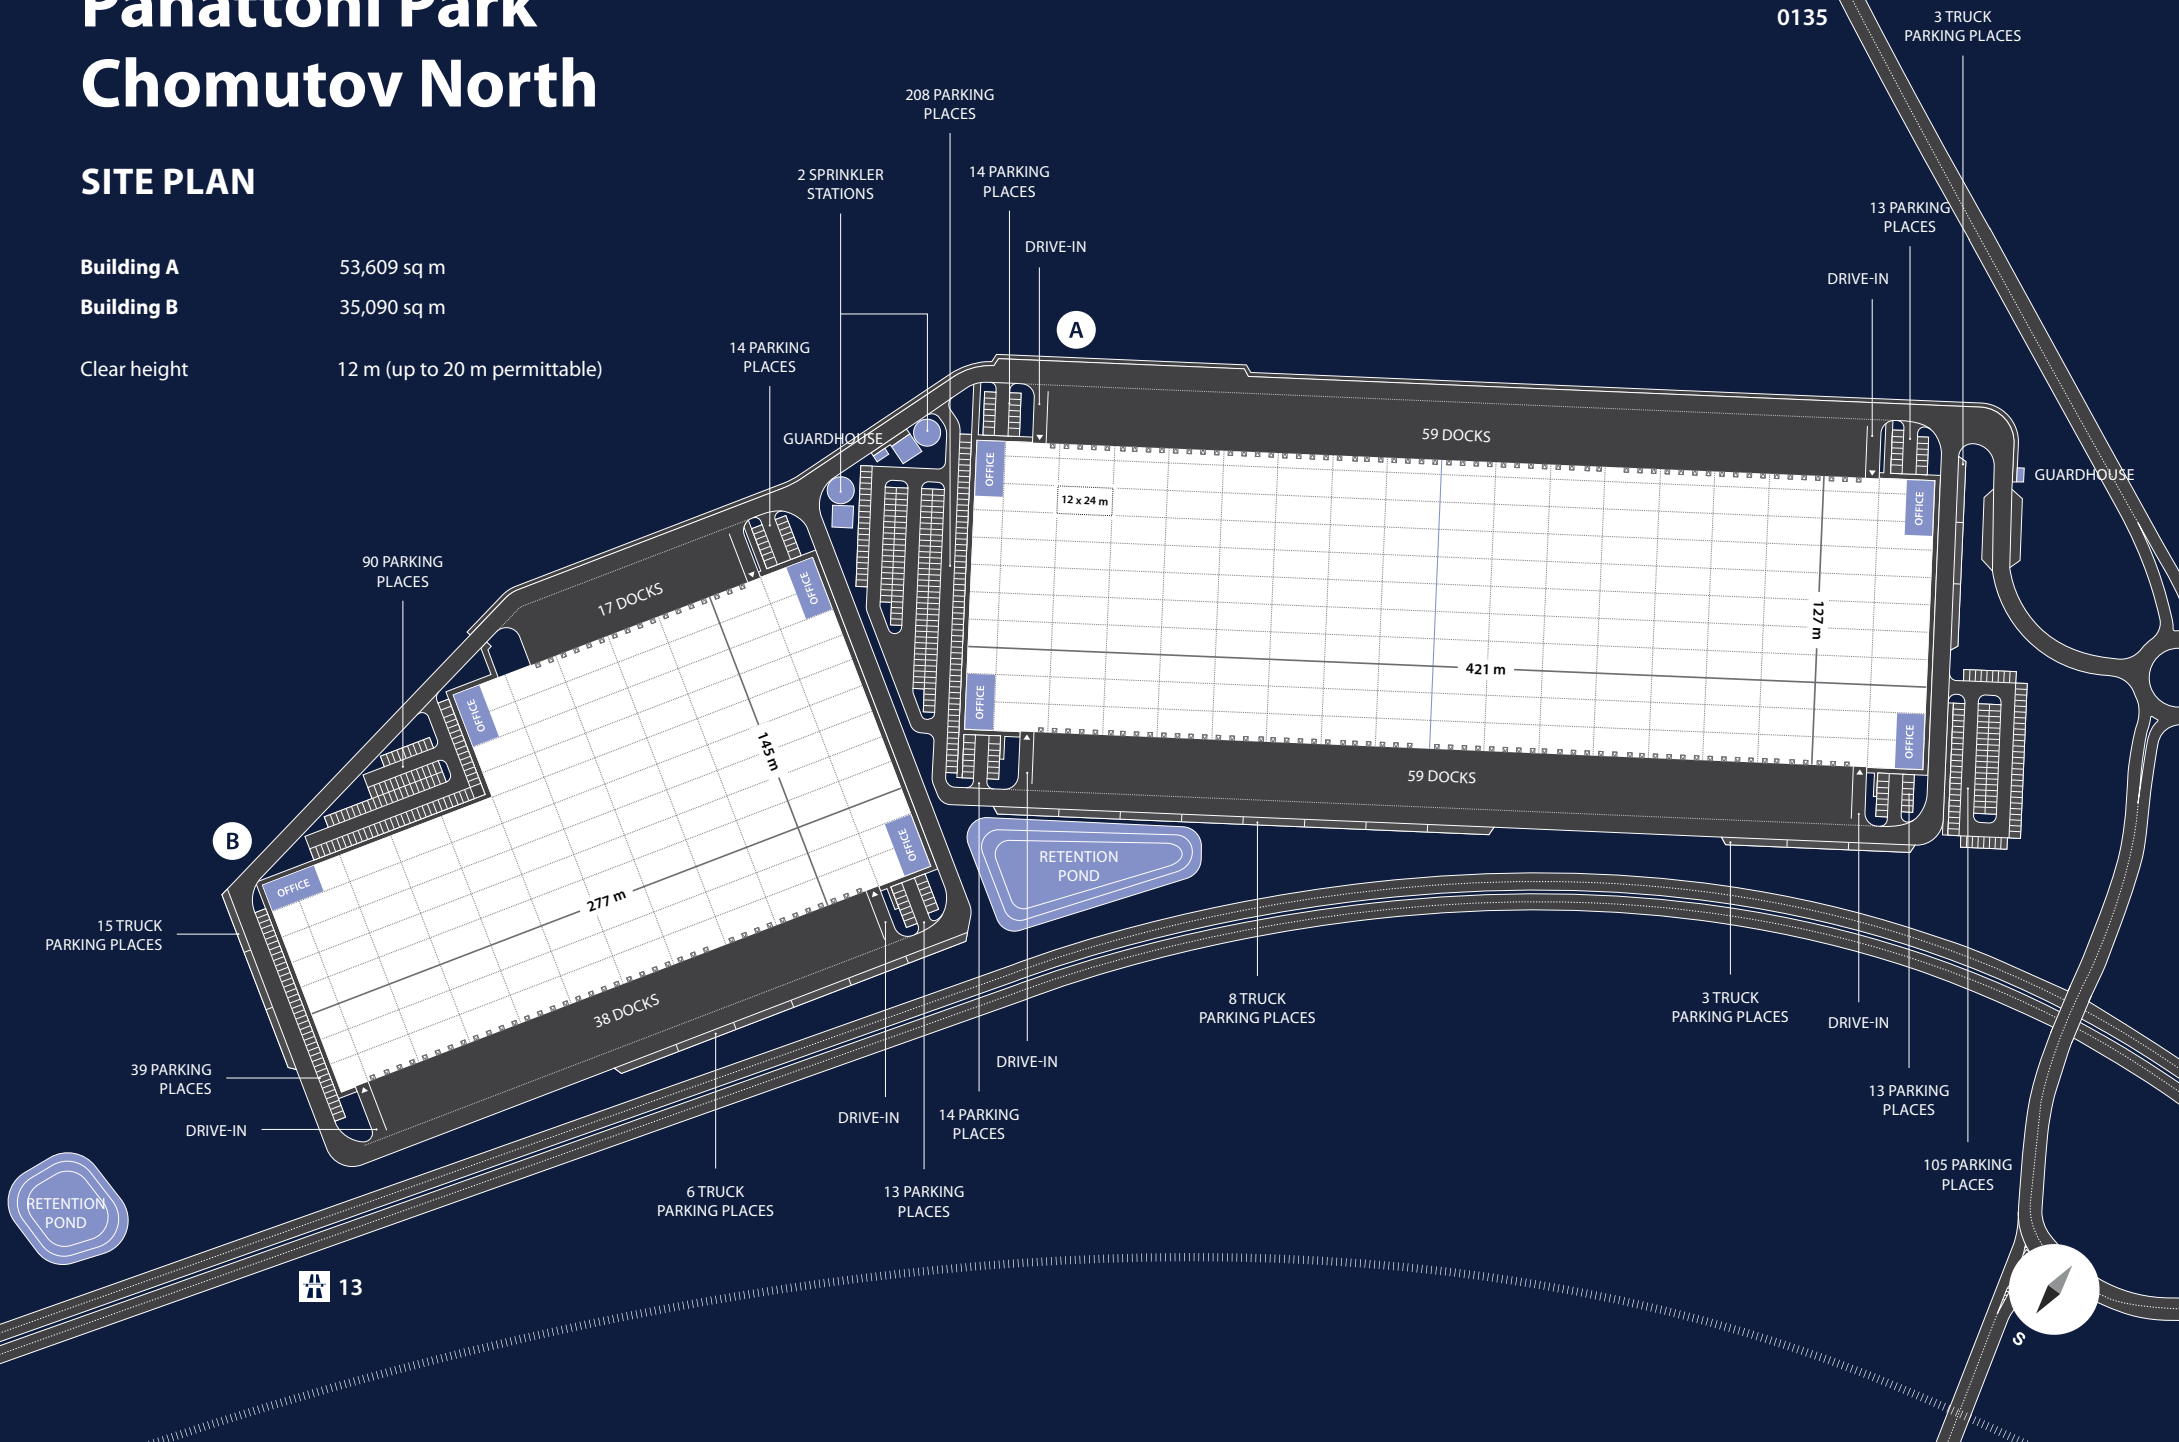 Panattoni Park
Chomutov North
SITE PLAN
Building A 53,609 sq m
Building B 35,090 sq m
Clear height 12 m (up to 20 m permittable)
0135
3 TRUCK
PARKING PLACES
208 PARKING
PLACES
2 SPRINKLER
STATIONS
14 PARKING
PLACES
DRIVE-IN
13 PARKING
PLACES
DRIVE-IN
A
14 PARKING
PLACES
GUARDHOUSE
59 DOCKS
OFFICE
12 x 24 m
OFFICE
GUARDHOUSE
90 PARKING
PLACES
17 DOCKS
OFFICE
127 m
421 m
OFFICE
OFFICE
145 m
OFFICE
59 DOCKS
B
OFFICE
OFFICE
277 m
RETENTION
POND
15 TRUCK
PARKING PLACES
38 DOCKS
8 TRUCK
PARKING PLACES
3 TRUCK
PARKING PLACES
DRIVE-IN
39 PARKING
PLACES
DRIVE-IN
DRIVE-IN
DRIVE-IN
14 PARKING
PLACES
13 PARKING
PLACES
105 PARKING
PLACES
6 TRUCK
PARKING PLACES
13 PARKING
PLACES
RETENTION
POND
13
S